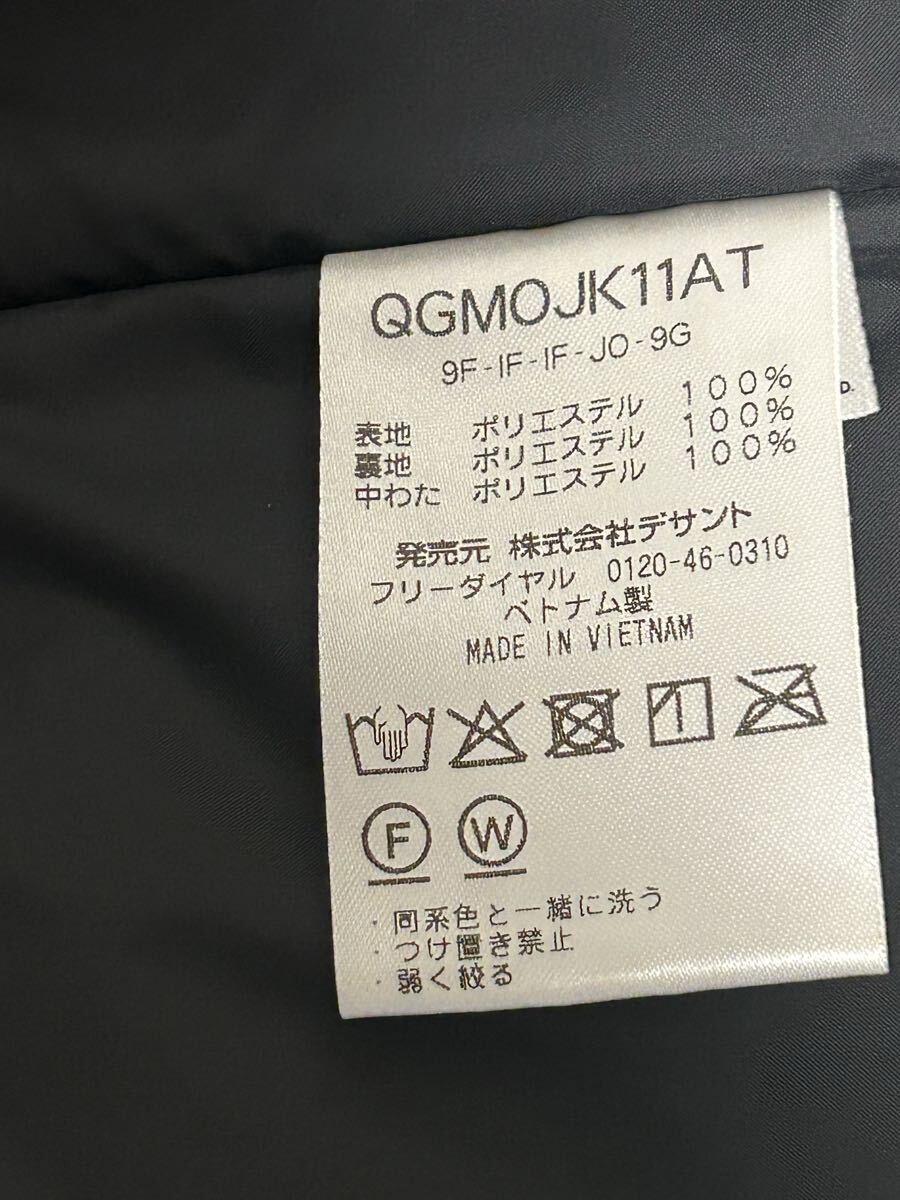 QGMOJK11AT
9F-IF-IF-JO-9G
表地 ポリエステル 100%
裏地 ポリエステル 100%
中わた ポリエステル 100%
発売元 株式会社デサント
フリーダイヤル 0120-46-0310
ベトナム製
MADE IN VIETNAM
F W
・同系色と一緒に洗う
・つけ置き禁止
・弱く絞る
D.